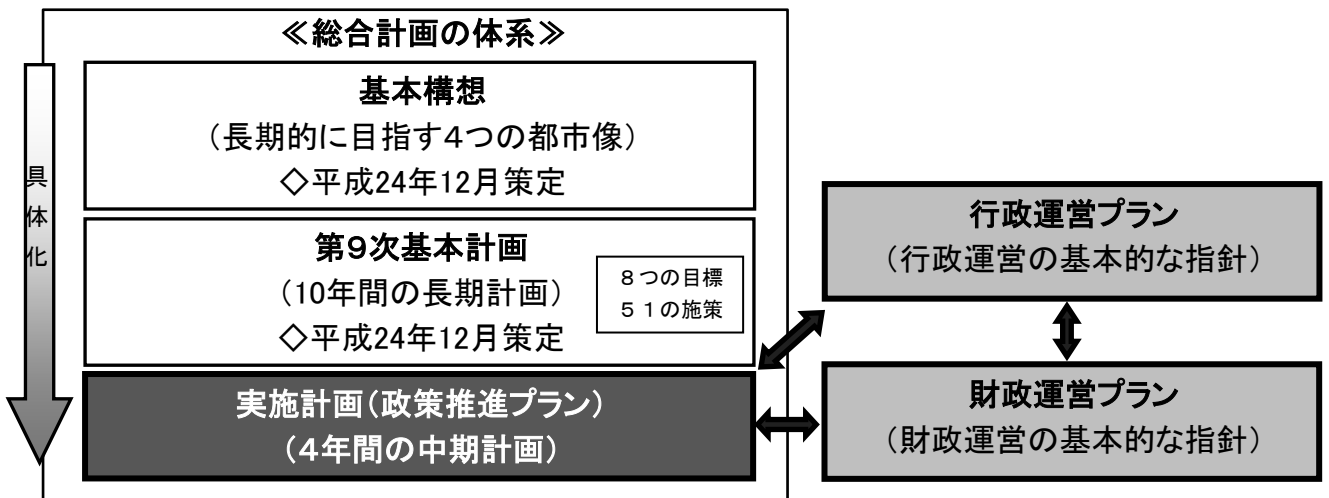 ≪総合計画の体系≫
具体化
基本構想
（長期的に目指す４つの都市像）
◇平成24年12月策定
第９次基本計画
（10年間の長期計画）
◇平成24年12月策定
８つの目標
５１の施策
実施計画（政策推進プラン）
（４年間の中期計画）
行政運営プラン
（行政運営の基本的な指針）
財政運営プラン
（財政運営の基本的な指針）